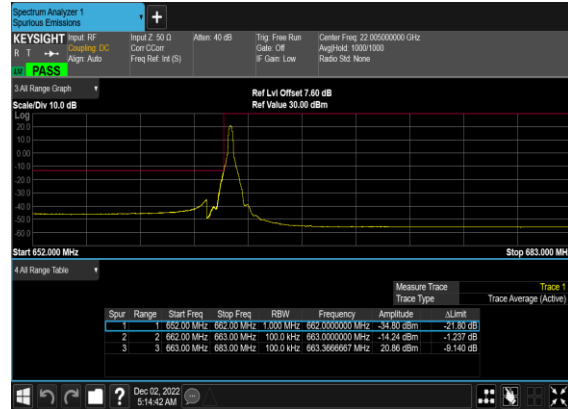 Spectrum Analyzer 1
Spurious Emissions
KEYSIGHT Input: RF Input Z: 50 Ω Atten: 40 dB Trig: Free Run Center Freq: 22.005000000 GHz
R T Coupling: DC Corr CCorr Gate: Off Avg|Hold: 1000/1000
Align: Auto Freq Ref: Int (S) IF Gain: Low Radio Std: None
PASS
3 All Range Graph
Ref Lvl Offset 7.60 dB
Scale/Div 10.0 dB Ref Value 30.00 dBm
Log
20.0
10.0
0.00
-10.0
-20.0
-30.0
-40.0
-50.0
-60.0
Start 652.000 MHz Stop 683.000 MH
4 All Range Table
Measure Trace Trace 1
Trace Type Trace Average (Active)
Spur Range Start Freq Stop Freq RBW Frequency Amplitude ΔLimit
1 1 652.00 MHz 662.00 MHz 1.000 MHz 662.0000000 MHz -34.80 dBm -21.80 dB
2 2 662.00 MHz 663.00 MHz 100.0 kHz 663.0000000 MHz -14.24 dBm -1.237 dB
3 3 663.00 MHz 683.00 MHz 100.0 kHz 663.3666667 MHz 20.86 dBm -9.140 dB
? Dec 02, 2022
5:14:42 AM